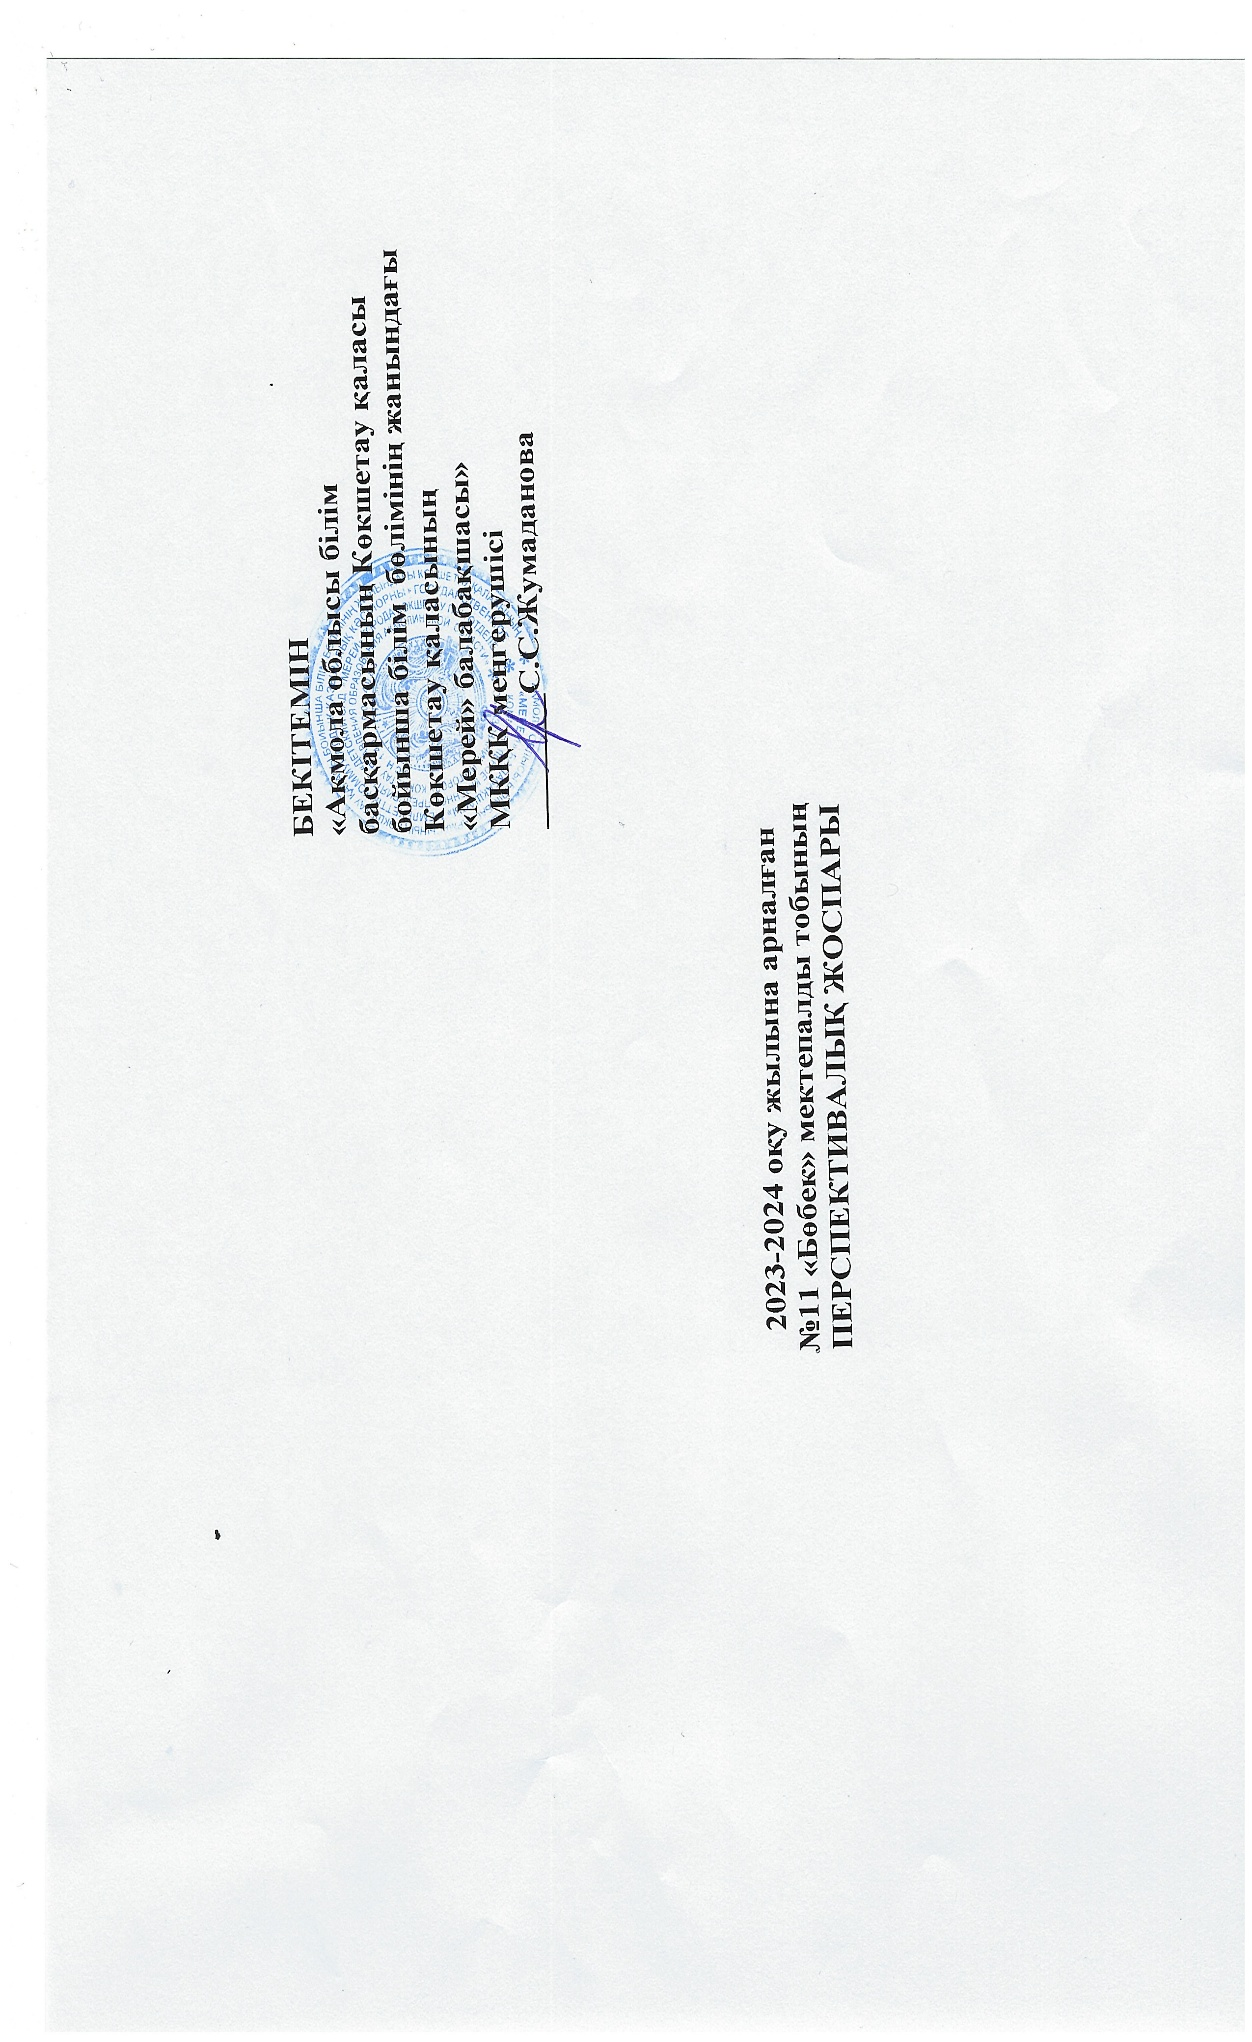 БЕКІТЕМІН
«Ақмола облысы білім
басқармасының Көкшетау қаласы
бойынша білім бөлімінің жанындағы
Көкшетау қаласының
«Мерей» балабақшасы»
МКҚК меңгерушісі
С.С.Жумаданова
2023-2024 оқу жылына арналған
№11 «Бөбек» мектепалды тобының
ПЕРСПЕКТИВАЛЫҚ ЖОСПАРЫ